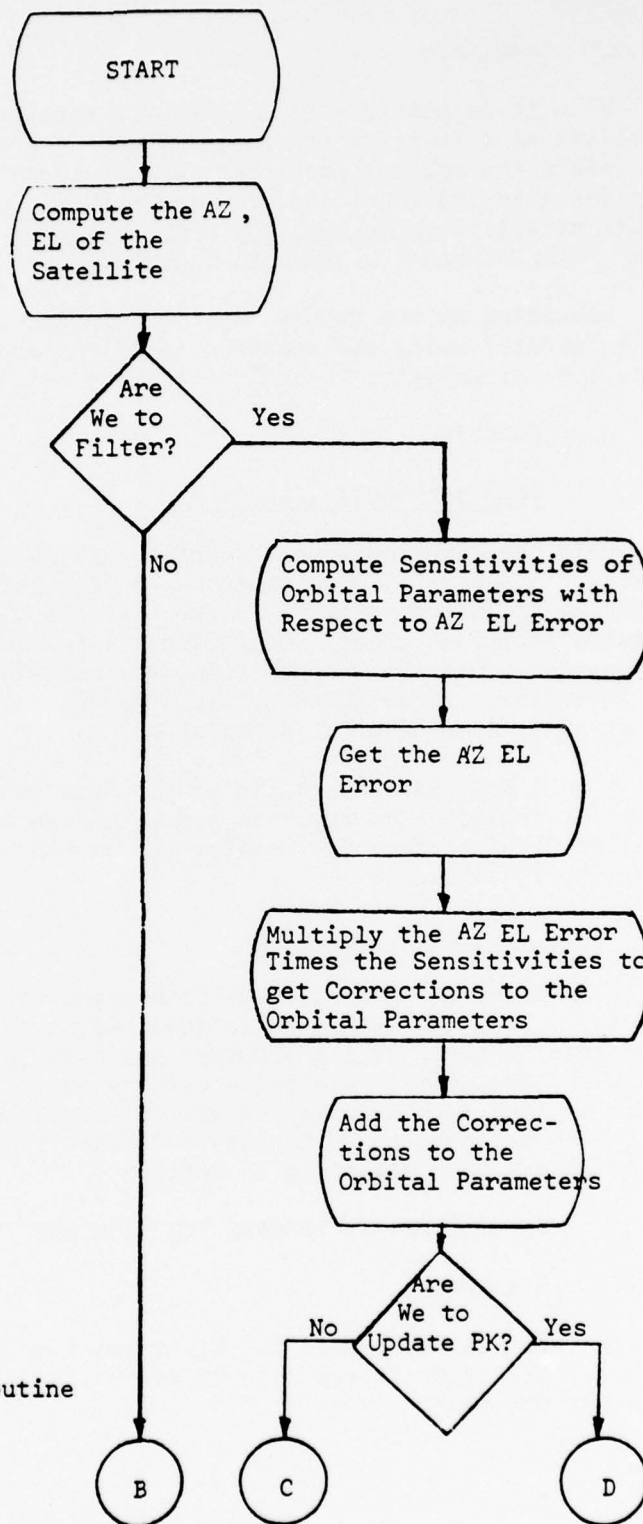 START
Compute the AZ,
EL of the
Satellite
Are
We to
Filter?
Yes
No
Compute Sensitivities of
Orbital Parameters with
Respect to AZ EL Error
Get the AZ EL
Error
Multiply the AZ EL Error
Times the Sensitivities to
get Corrections to the
Orbital Parameters
Add the Correc-
tions to the
Orbital Parameters
Are
We to
Update PK?
No
Yes
outine
B
C
D